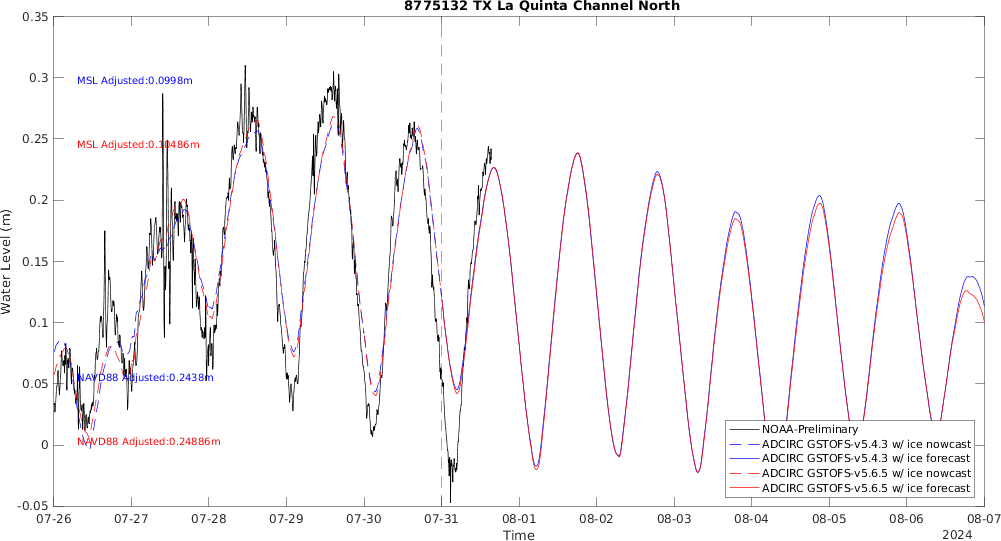 8775132 TX La Quinta Channel North
0.35
0.3
0.25
0.2
0.15
0.1
0.05
0
-0.05
Water Level (m)
MSL Adjusted:0.0998m
MSL Adjusted:0.10486m
NAVD88 Adjusted:0.2438m
NAVD88 Adjusted:0.24886m
NOAA-Preliminary
ADCIRC GSTOFS-v5.4.3 w/ ice nowcast
ADCIRC GSTOFS-v5.4.3 w/ ice forecast
ADCIRC GSTOFS-v5.6.5 w/ ice nowcast
ADCIRC GSTOFS-v5.6.5 w/ ice forecast
07-26 07-27 07-28 07-29 07-30 07-31 08-01 08-02 08-03 08-04 08-05 08-06 08-07
Time
2024